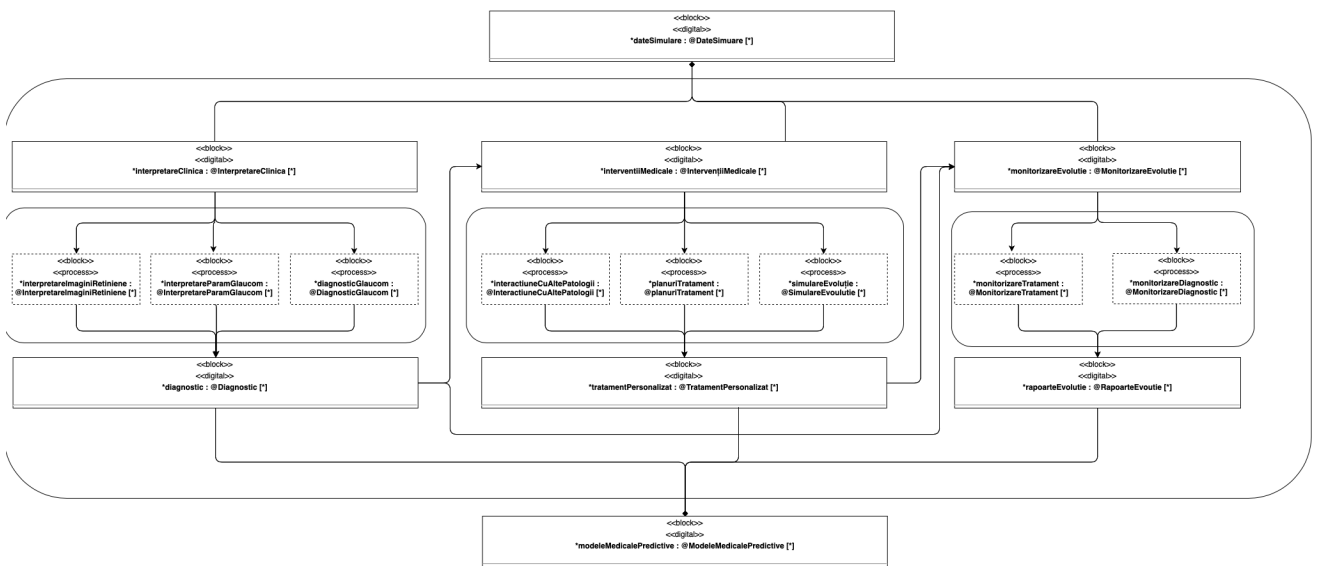 <<block>>
<<digital>>
*dateSimulare : @DateSimuare [*]
<<block>>
<<digital>>
*interpretareClinica : @InterpretareClinica [*]
<<block>>
<<digital>>
*interventiiMedicale : @IntervențiiMedicale [*]
<<block>>
<<digital>>
*monitorizareEvolutie : @MonitorizareEvolutie [*]
<<block>>
<<process>>
*interpretareImaginiRetiniene :
@InterpretareImaginiRetiniene [*]
<<block>>
<<process>>
*interpretareParamGlaucom :
@InterpretareParamGlaucom [*]
<<block>>
<<process>>
*diagnosticGlaucom :
@DiagnosticGlaucom [*]
<<block>>
<<process>>
*interactiuneCuAltePatologii :
@InteractiuneCuAltePatologii [*]
<<block>>
<<process>>
*planuriTratament :
@planuriTratament [*]
<<block>>
<<process>>
*simulareEvoluție :
@SimulareEvoulutie [*]
<<block>>
<<process>>
*monitorizareTratament :
@MonitorizareTratament [*]
<<block>>
<<process>>
*monitorizareDiagnostic :
@MonitorizareDiagnostic [*]
<<block>>
<<digital>>
*diagnostic : @Diagnostic [*]
<<block>>
<<digital>>
*tratamentPersonalizat : @TratamentPersonalizat [*]
<<block>>
<<digital>>
*rapoarteEvolutie : @RapoarteEvoutie [*]
<<block>>
<<digital>>
*modeleMedicalePredictive : @ModeleMedicalePredictive [*]